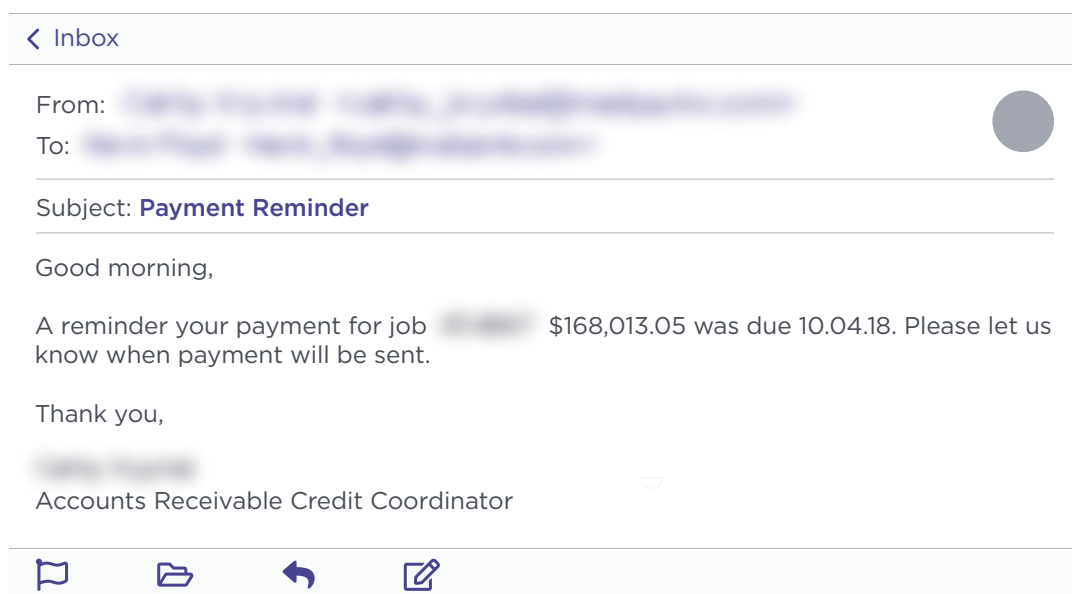 Inbox
From:
To:
Subject: Payment Reminder
Good morning,
A reminder your payment for job $168,013.05 was due 10.04.18. Please let us
know when payment will be sent.
Thank you,
Accounts Receivable Credit Coordinator